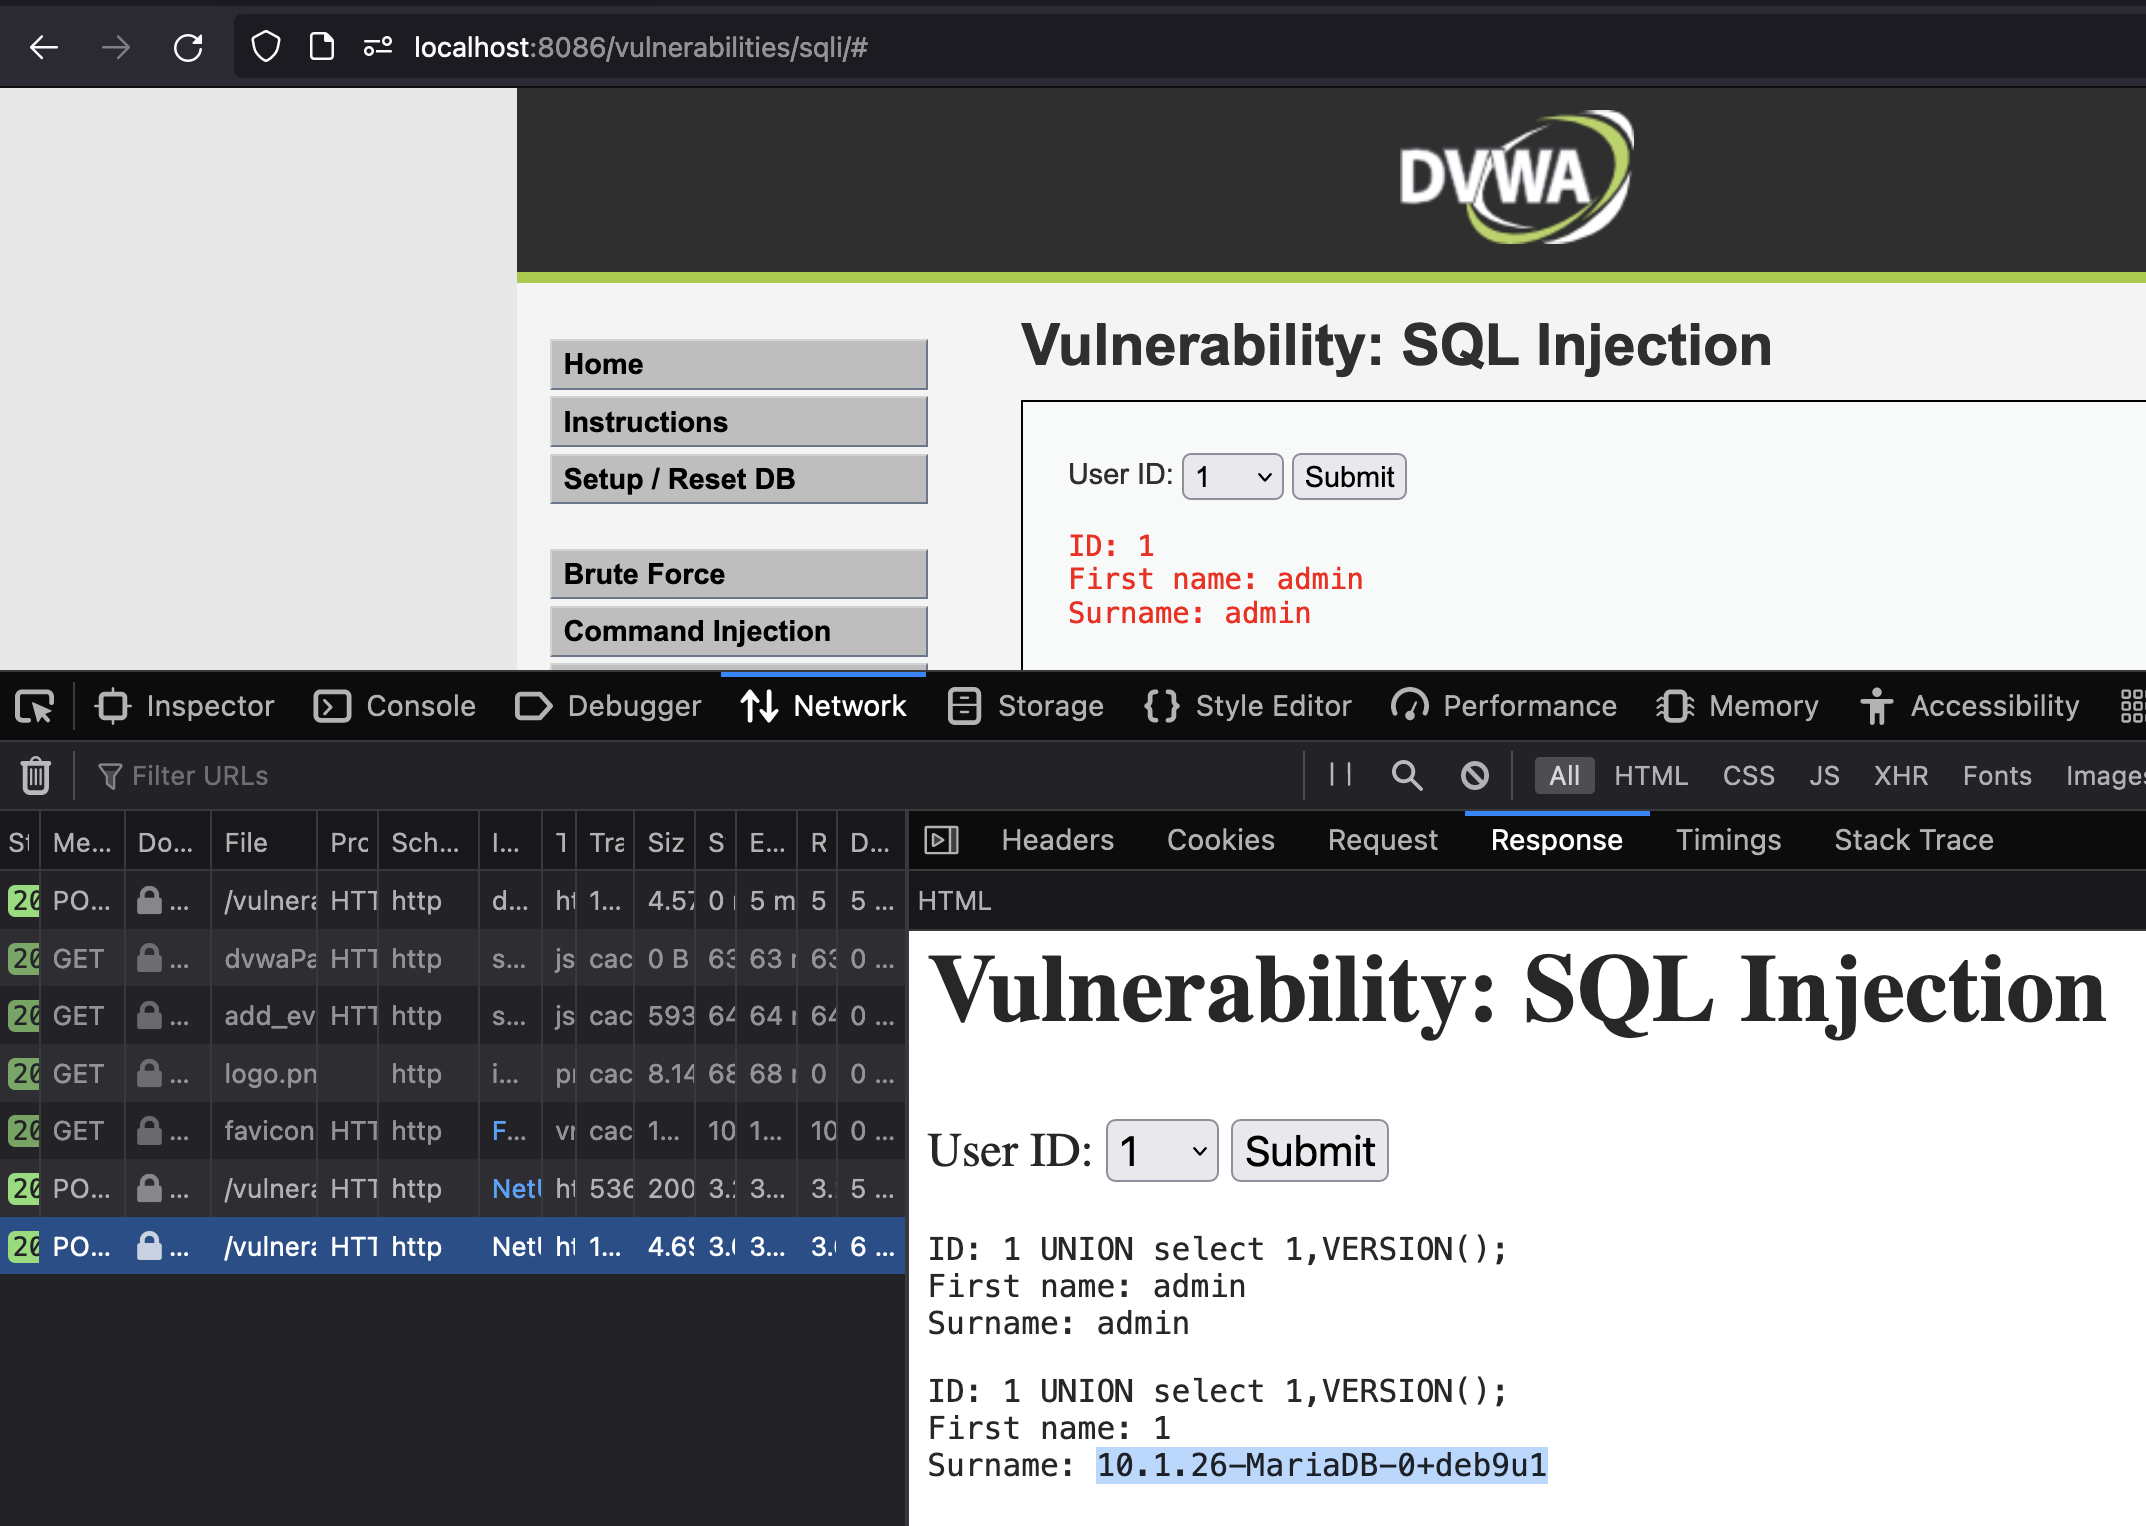 localhost:8086/vulnerabilities/sqli/#
DVWA
Home
Instructions
Setup / Reset DB
Brute Force
Command Injection
Vulnerability: SQL Injection
User ID: 1 Submit
ID: 1
First name: admin
Surname: admin
Inspector Console Debugger Network Storage Style Editor Performance Memory Accessibility
Filter URLs All HTML CSS JS XHR Fonts Images
St Me... Do... File Pro Sch... I... T Tra Siz S E... R D...
20 PO... ... /vulnera HTT http d... ht 1... 4.57 0 5 m 5 5 ...
20 GET ... dvwaPa HTT http s... js cac 0 B 63 63 63 0 ...
20 GET ... add_ev HTT http s... js cac 593 64 64 64 0 ...
20 GET ... logo.pn http i... cac 8.14 68 68 0 0 ...
20 GET ... favicon HTT F... cac 1... 10 1... 10 0 ...
20 PO... ... /vulnera HTT http Net ht 536 200 3. 3... 3. 5 ...
20 PO... ... /vulnera HTT http Net ht 1... 4.69 3. 3... 3. 6 ...
Headers Cookies Request Response Timings Stack Trace
HTML
Vulnerability: SQL Injection
User ID: 1 Submit
ID: 1 UNION select 1,VERSION();
First name: admin
Surname: admin
ID: 1 UNION select 1,VERSION();
First name: 1
Surname: 10.1.26-MariaDB-0+deb9u1